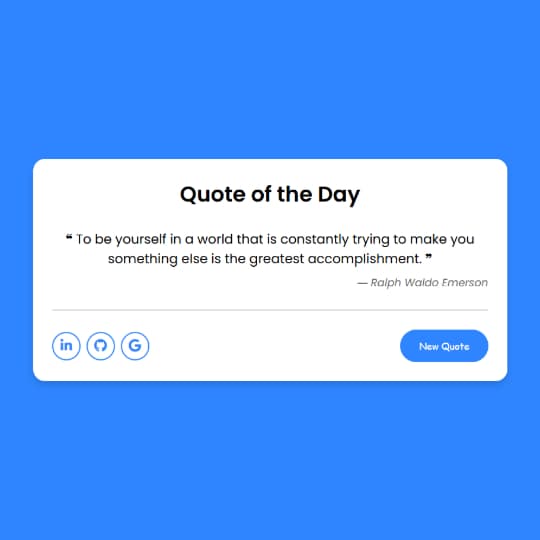 Quote of the Day
❝ To be yourself in a world that is constantly trying to make you
something else is the greatest accomplishment. ❞
— Ralph Waldo Emerson
New Quote